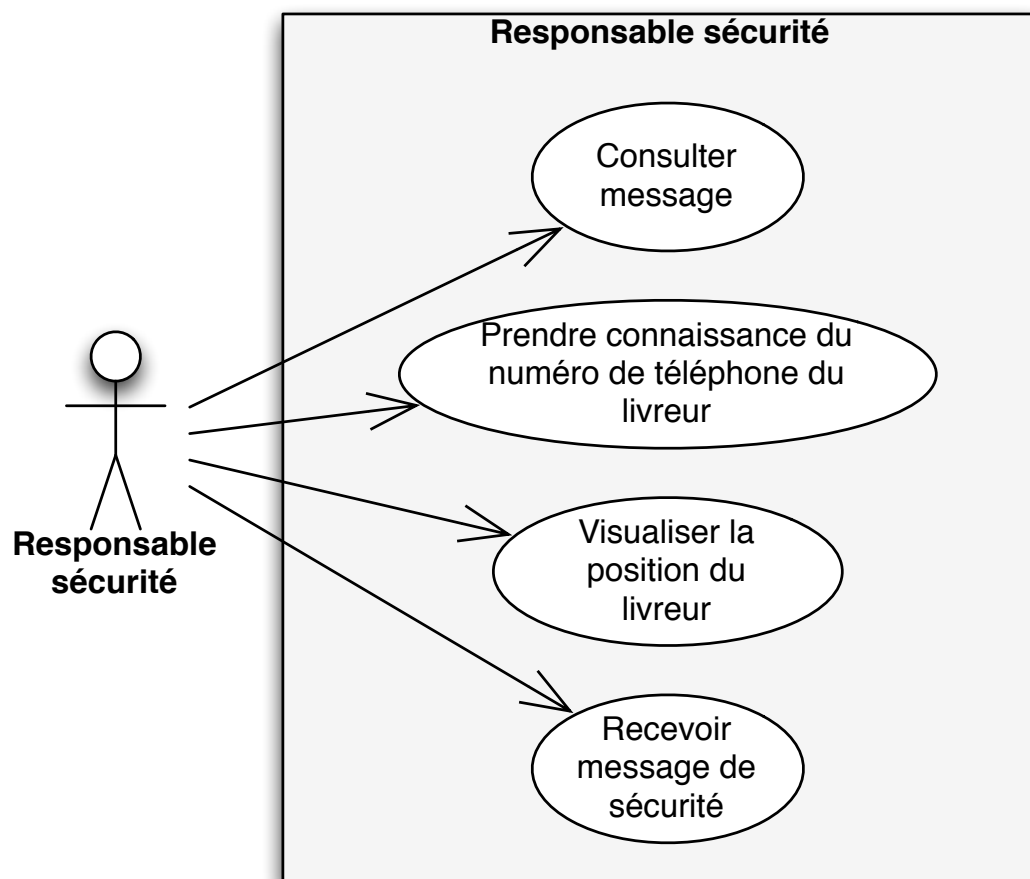 Responsable sécurité
Consulter
message
Prendre connaissance du
numéro de téléphone du
livreur
Responsable
sécurité
Visualiser la
position du
livreur
Recevoir
message de
sécurité